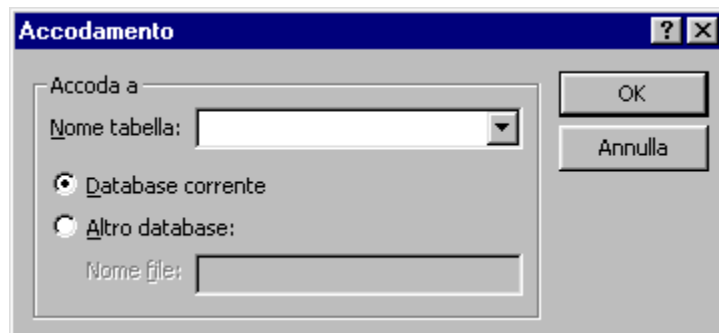 Accodamento
Accoda a
Nome tabella:
Database corrente
Altro database:
Nome file:
OK
Annulla